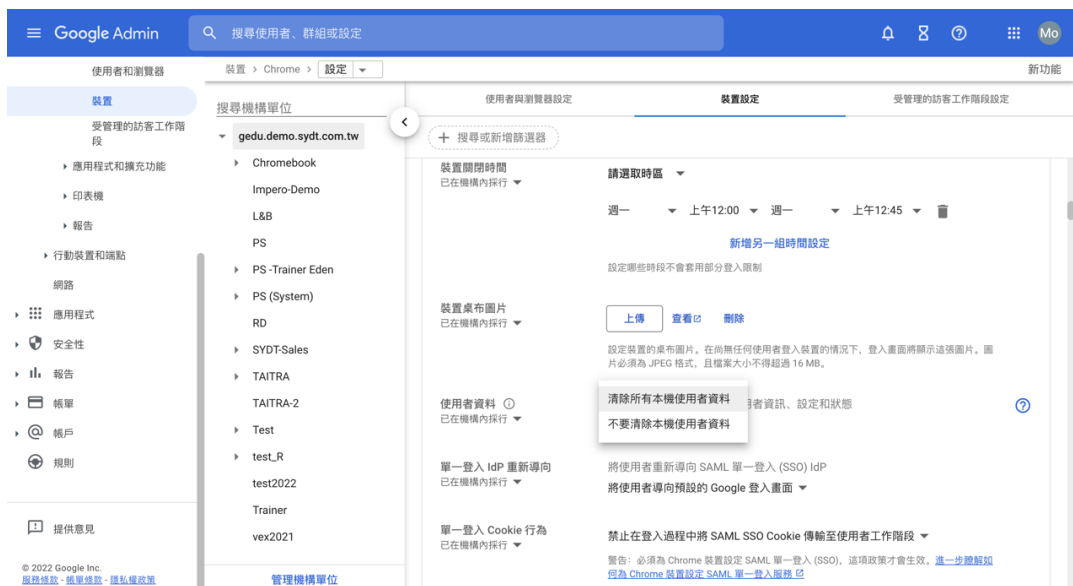 Google Admin
搜尋使用者、群組或設定
Mo
使用者和瀏覽器
裝置
受管理的訪客工作階
段
應用程式和擴充功能
印表機
報告
行動裝置和端點
網路
應用程式
安全性
報告
帳單
帳戶
規則
提供意見
© 2022 Google Inc.
服務條款 - 帳單條款 - 隱私權政策
裝置 > Chrome > 設定
新功能
搜尋機構單位
gedu.demo.sydt.com.tw
Chromebook
Impero-Demo
L&B
PS
PS -Trainer Eden
PS (System)
RD
SYDT-Sales
TAITRA
TAITRA-2
Test
test_R
test2022
Trainer
vex2021
管理機構單位
使用者與瀏覽器設定
裝置設定
受管理的訪客工作階段設定
搜尋或新增篩選器
裝置關閉時間
已在機構內採行
請選取時區
週一 上午12:00 週一 上午12:45
新增另一組時間設定
設定哪些時段不會套用部分登入限制
裝置桌布圖片
已在機構內採行
上傳 查看 刪除
設定裝置的桌布圖片。在尚無任何使用者登入裝置的情況下，登入畫面將顯示這張圖片。圖
片必須為 JPEG 格式，且檔案大小不得超過 16 MB。
使用者資料
已在機構內採行
清除所有本機使用者資料
不要清除本機使用者資料
用者資訊、設定和狀態
單一登入 IdP 重新導向
已在機構內採行
將使用者重新導向 SAML 單一登入 (SSO) IdP
將使用者導向預設的 Google 登入畫面
單一登入 Cookie 行為
已在機構內採行
禁止在登入過程中將 SAML SSO Cookie 傳輸至使用者工作階段
警告：必須為 Chrome 裝置設定 SAML 單一登入 (SSO)，這項政策才會生效。進一步瞭解如
何為 Chrome 裝置設定 SAML 單一登入服務